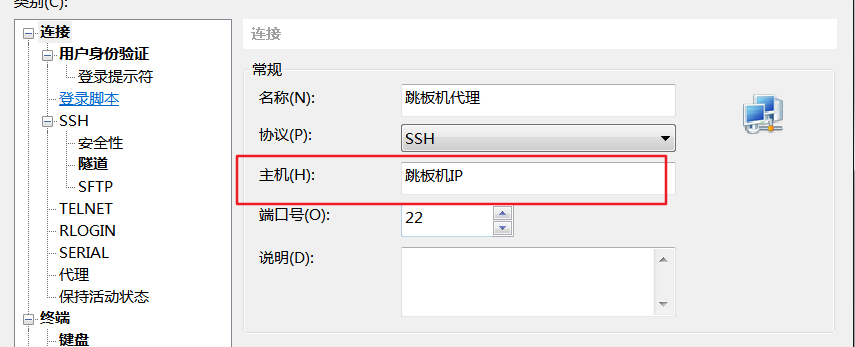 类别(C):
连接
用户身份验证
登录提示符
登录脚本
SSH
安全性
隧道
SFTP
TELNET
RLOGIN
SERIAL
代理
保持活动状态
终端
键盘
连接
常规
名称(N):
跳板机代理
协议(P):
SSH
主机(H):
跳板机IP
端口号(O):
22
说明(D):